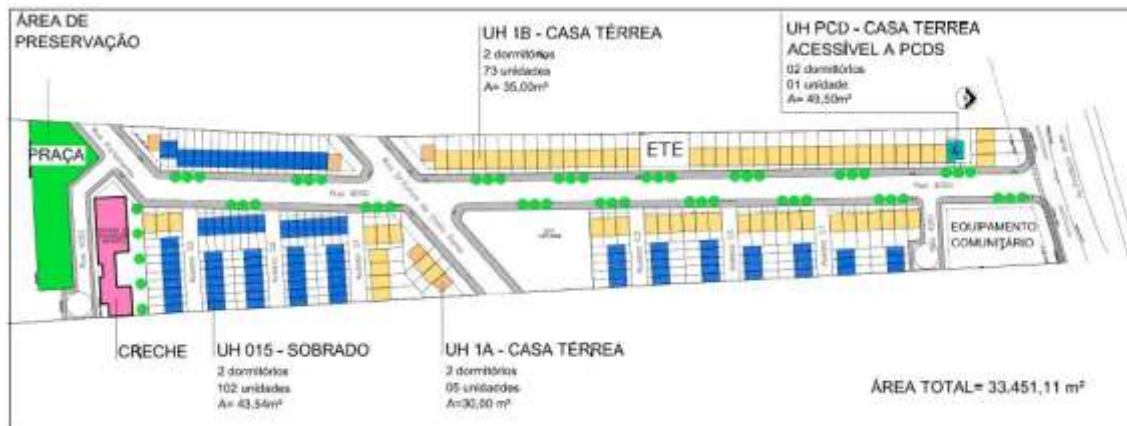 ÁREA DE
PRESERVAÇÃO
UH 1B - CASA TÉRREA
2 dormitórios
73 unidades
A= 35,00m²
UH PCD - CASA TERREA
ACESSÍVEL A PCDS
02 dormitórios
01 unidade
A= 49,50m²
PRAÇA
ETE
EQUIPAMENTO
COMUNITÁRIO
CRECHE
UH 015 - SOBRADO
2 dormitórios
102 unidades
A= 43,54m²
UH 1A - CASA TÉRREA
2 dormitórios
05 unidades
A=30,00 m²
ÁREA TOTAL= 33.451,11 m²